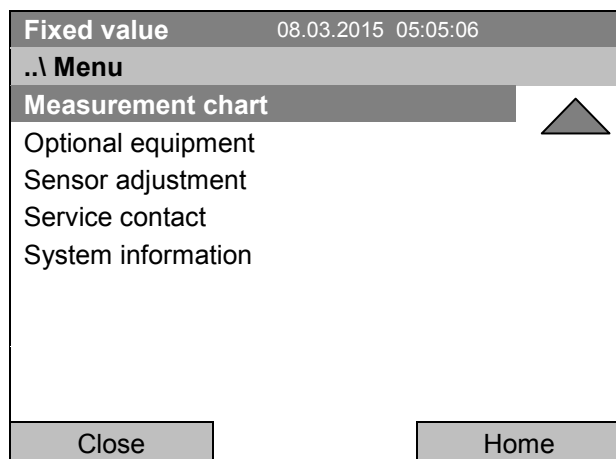 Fixed value 08.03.2015 05:05:06
..\ Menu
Measurement chart
Optional equipment
Sensor adjustment
Service contact
System information
Close Home